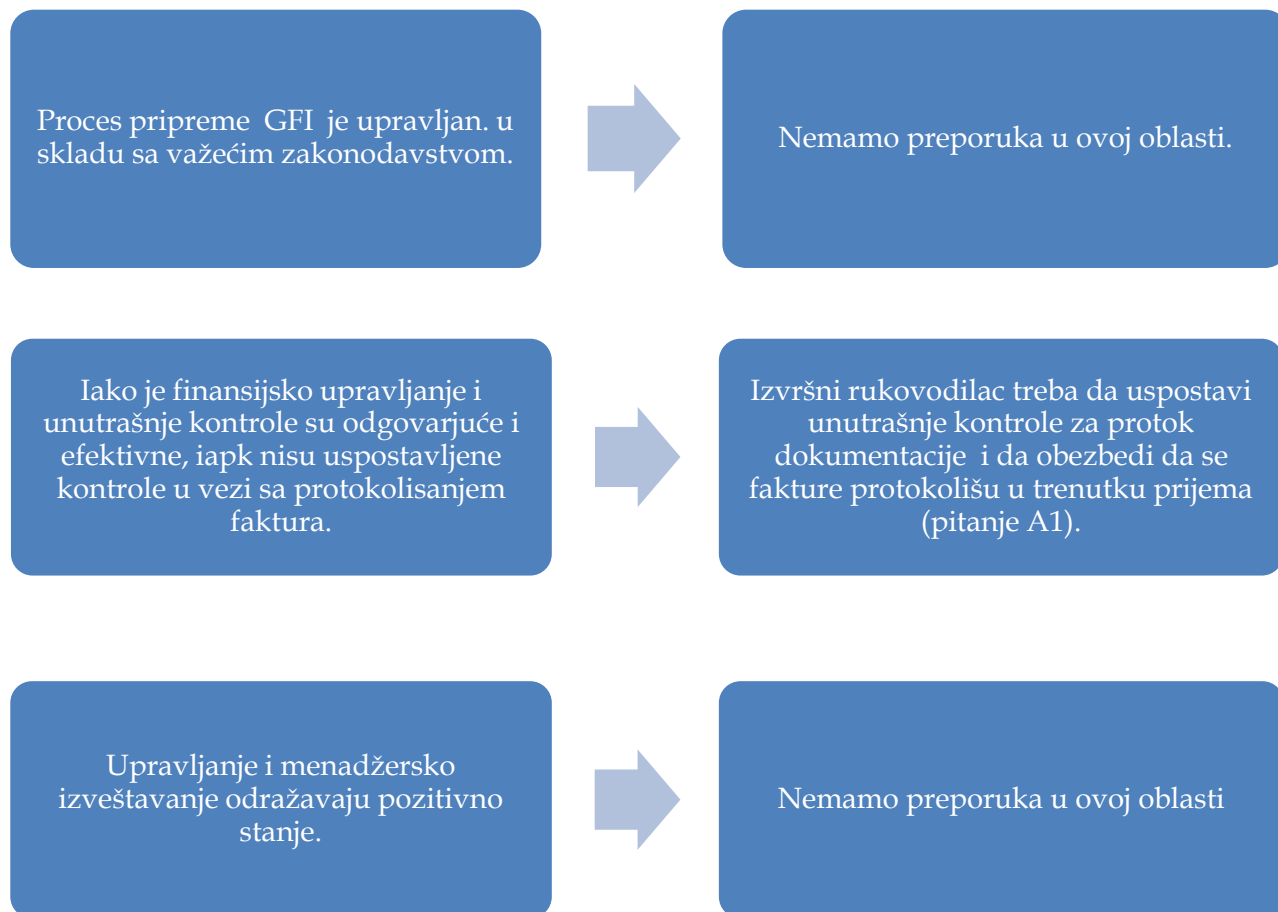 Proces pripreme  GFI  je upravljan. u
skladu sa važećim zakonodavstvom.
Nemamo preporuka u ovoj oblasti.
Iako je finansijsko upravljanje i
unutrašnje kontrole su odgovarjuće i
efektivne, iapk nisu uspostavljene
kontrole u vezi sa protokolisanjem
faktura.
Izvršni rukovodilac treba da uspostavi
unutrašnje kontrole za protok
dokumentacije  i da obezbedi da se
fakture protokolišu u trenutku prijema
(pitanje A1).
Upravljanje i menadžersko
izveštavanje odražavaju pozitivno
stanje.
Nemamo preporuka u ovoj oblasti